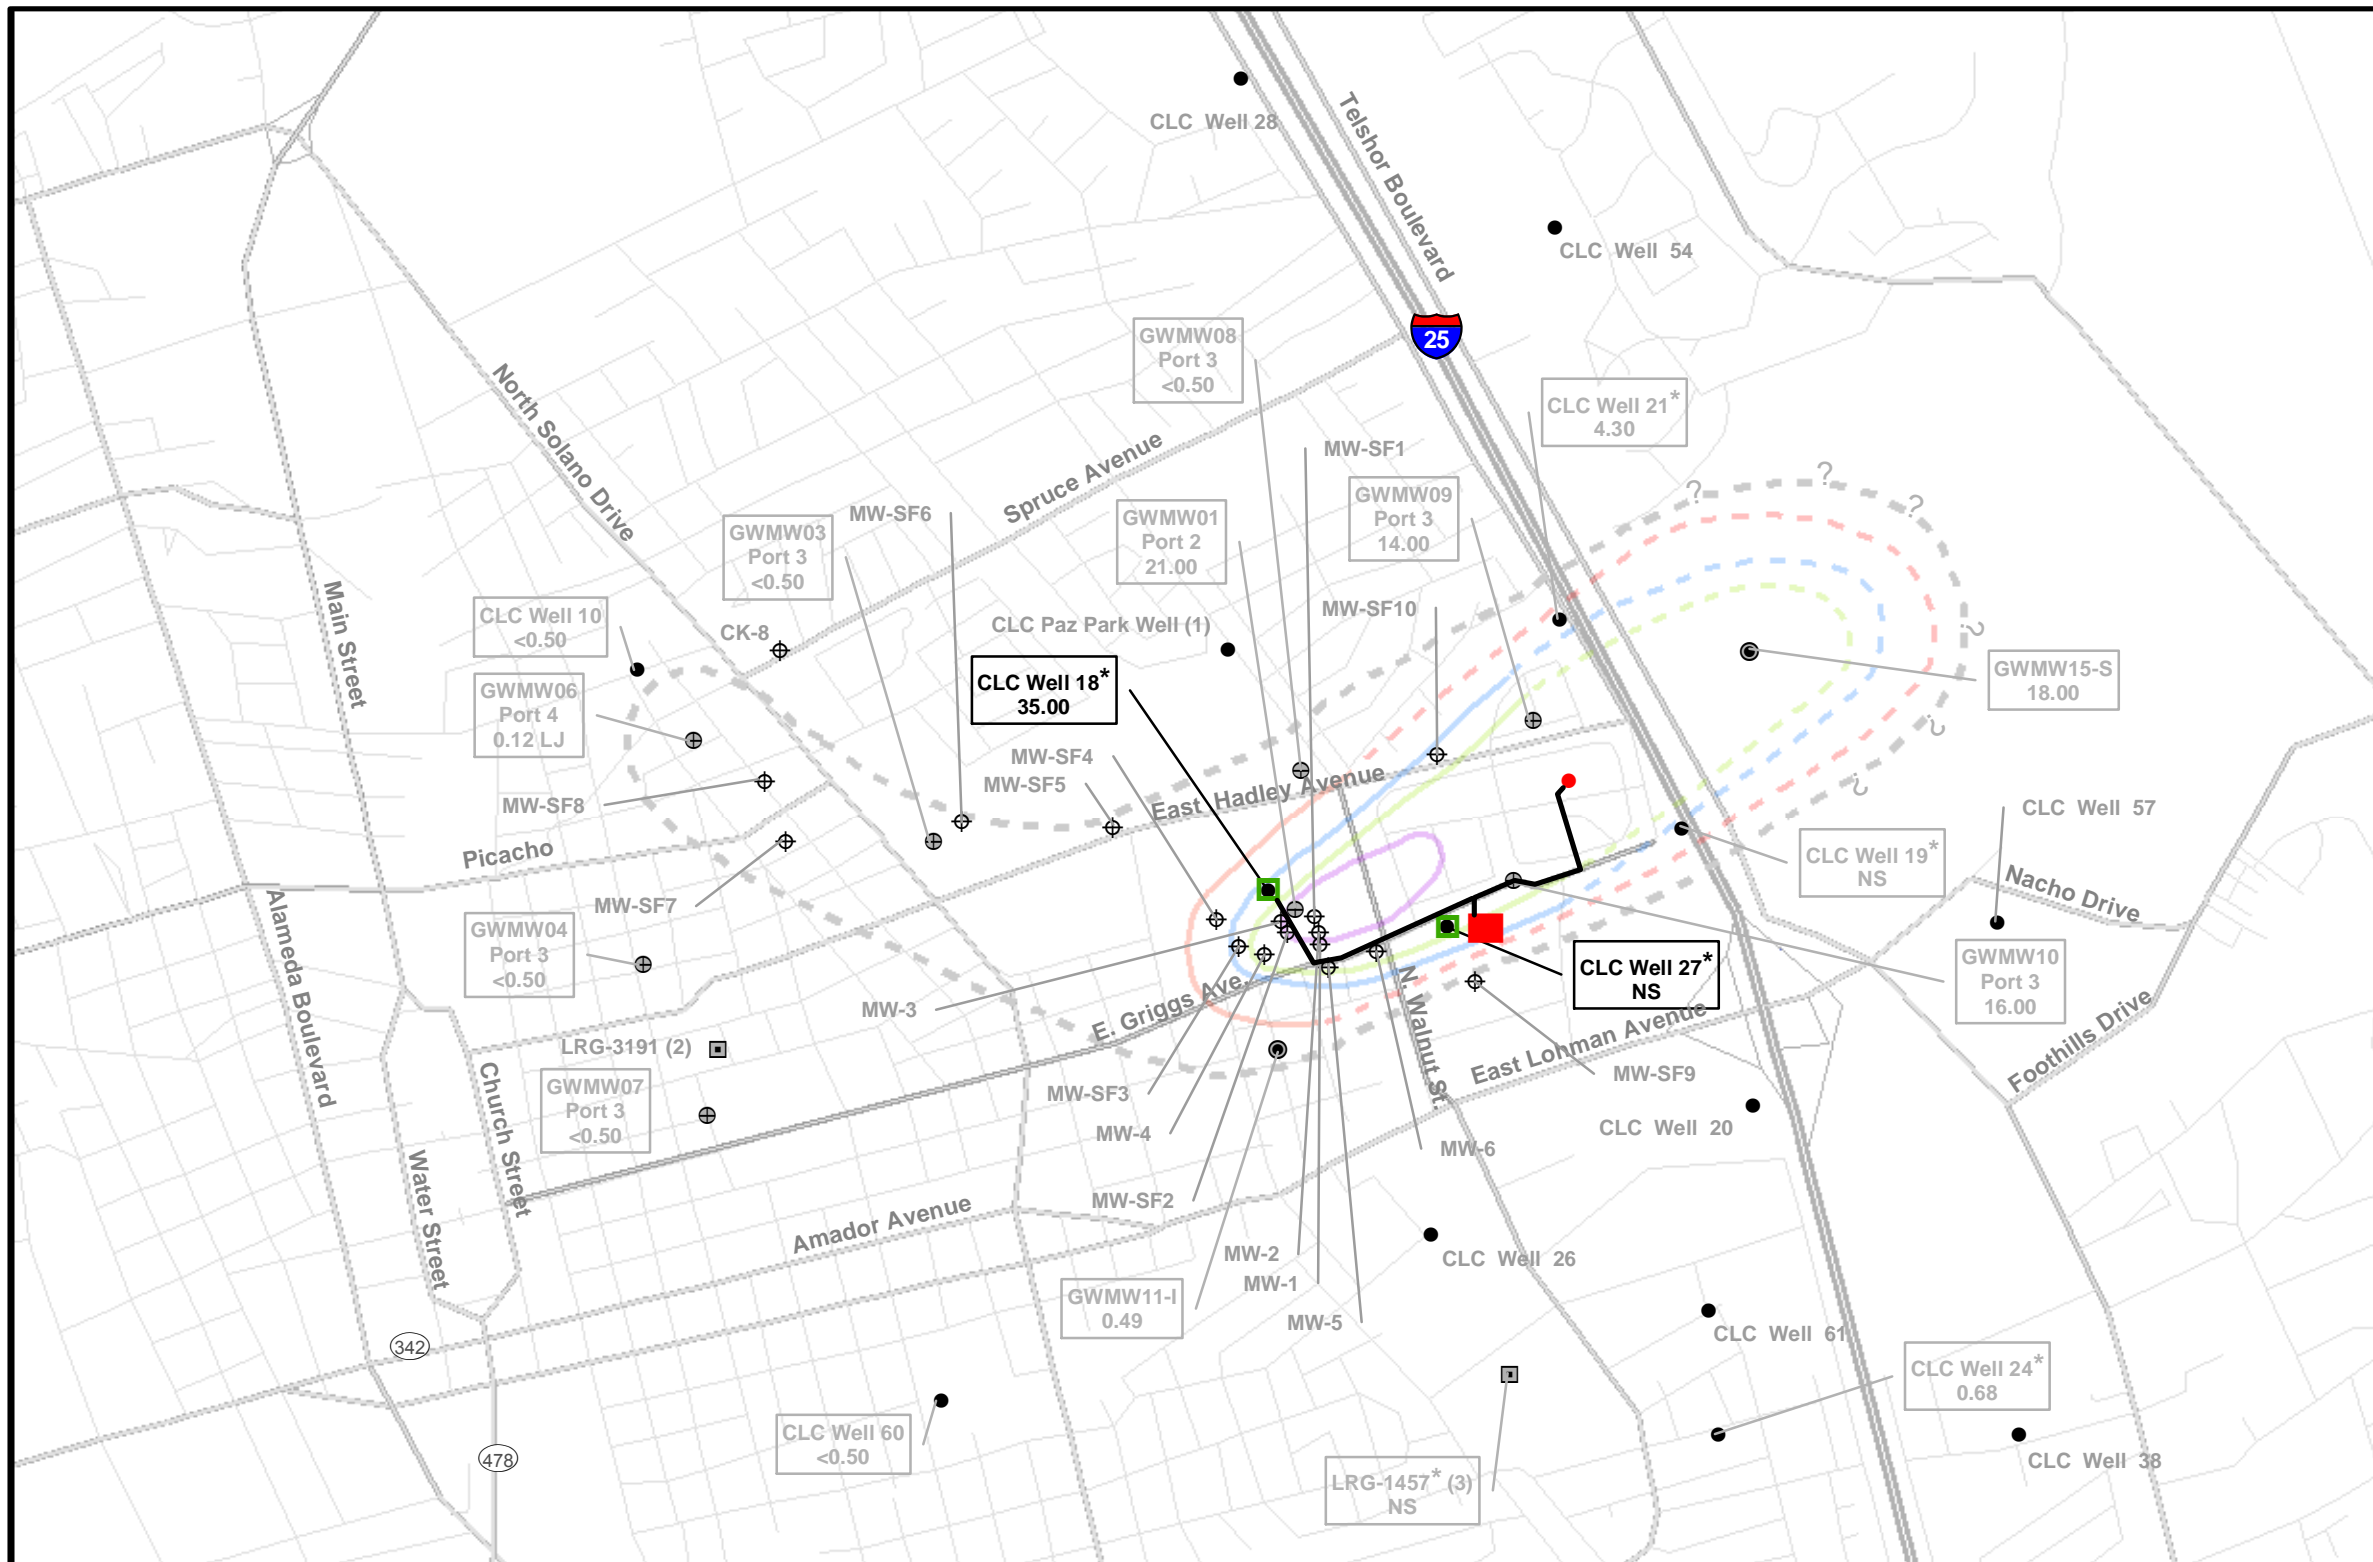 CLC Well 28
Telshor Boulevard
CLC Well 54
25
GWMW08
Port 3
<0.50
CLC Well 21*
4.30
North Solano Drive
Spruce Avenue
MW-SF1
GWMW09
Port 3
14.00
?
?
?
GWMW03
Port 3
<0.50
MW-SF6
GWMW01
Port 2
21.00
Main Street
CLC Well 10
<0.50
CK-8
CLC Paz Park Well (1)
MW-SF10
?
GWMW15-S
18.00
GWMW06
Port 4
0.12 LJ
CLC Well 18*
35.00
?
MW-SF4
MW-SF5
East Hadley Avenue
?
MW-SF8
CLC Well 57
Picacho
CLC Well 19*
NS
Nacho Drive
MW-SF7
Alameda Boulevard
GWMW04
Port 3
<0.50
CLC Well 27*
NS
GWMW10
Port 3
16.00
MW-3
E. Griggs Ave.
N. Walnut St.
East Lohman Avenue
Foothills Drive
LRG-3191 (2)
Church Street
GWMW07
Port 3
<0.50
MW-SF3
MW-SF9
MW-4
CLC Well 20
MW-6
Water Street
MW-SF2
Amador Avenue
MW-2
CLC Well 26
MW-1
GWMW11-I
0.49
MW-5
CLC Well 61
342
CLC Well 24*
0.68
CLC Well 60
<0.50
478
LRG-1457* (3)
NS
CLC Well 38